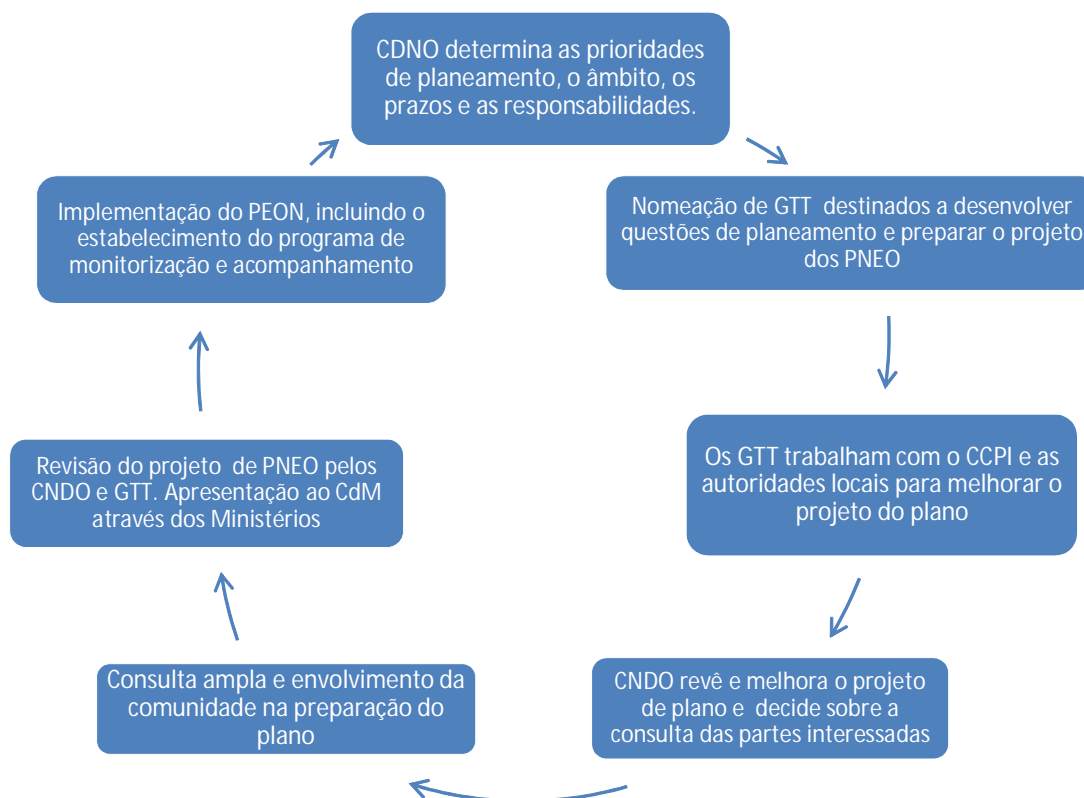 CDNO determina as prioridades
de planeamento, o âmbito, os
prazos e as responsabilidades.
Nomeação de GTT destinados a desenvolver
questões de planeamento e preparar o projeto
dos PNEO
Os GTT trabalham com o CCPI e as
autoridades locais para melhorar o
projeto do plano
CNDO revê e melhora o projeto
de plano e decide sobre a
consulta das partes interessadas
Consulta ampla e envolvimento da
comunidade na preparação do
plano
Revisão do projeto de PNEO pelos
CNDO e GTT. Apresentação ao CdM
através dos Ministérios
Implementação do PEON, incluindo o
estabelecimento do programa de
monitorização e acompanhamento